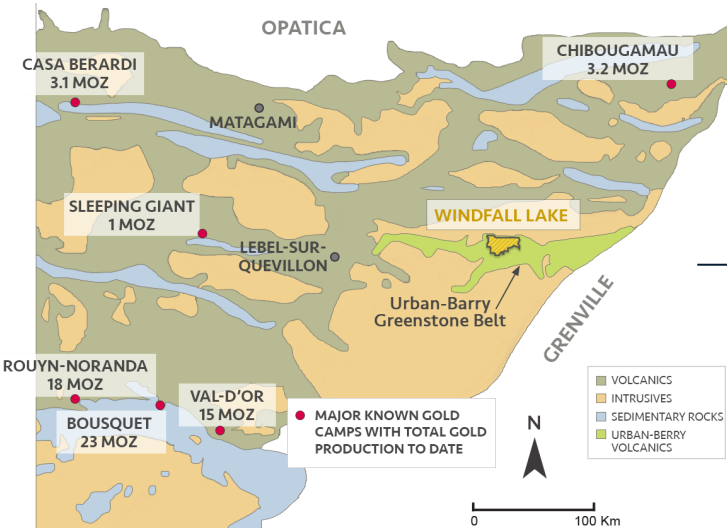 OPATICA
CASA BERARDI
3.1 MOZ
CHIBOUGAMAU
3.2 MOZ
MATAGAMI
SLEEPING GIANT
1 MOZ
WINDFALL LAKE
LEBEL-SUR-
QUEVILLON
Urban-Barry
Greenstone Belt
GRENVILLE
ROUYN-NORANDA
18 MOZ
BOUSQUET
23 MOZ
VAL-D'OR
15 MOZ
MAJOR KNOWN GOLD
CAMPS WITH TOTAL GOLD
PRODUCTION TO DATE
N
0 100 Km
VOLCANICS
INTRUSIVES
SEDIMENTARY ROCKS
URBAN-BERRY
VOLCANICS